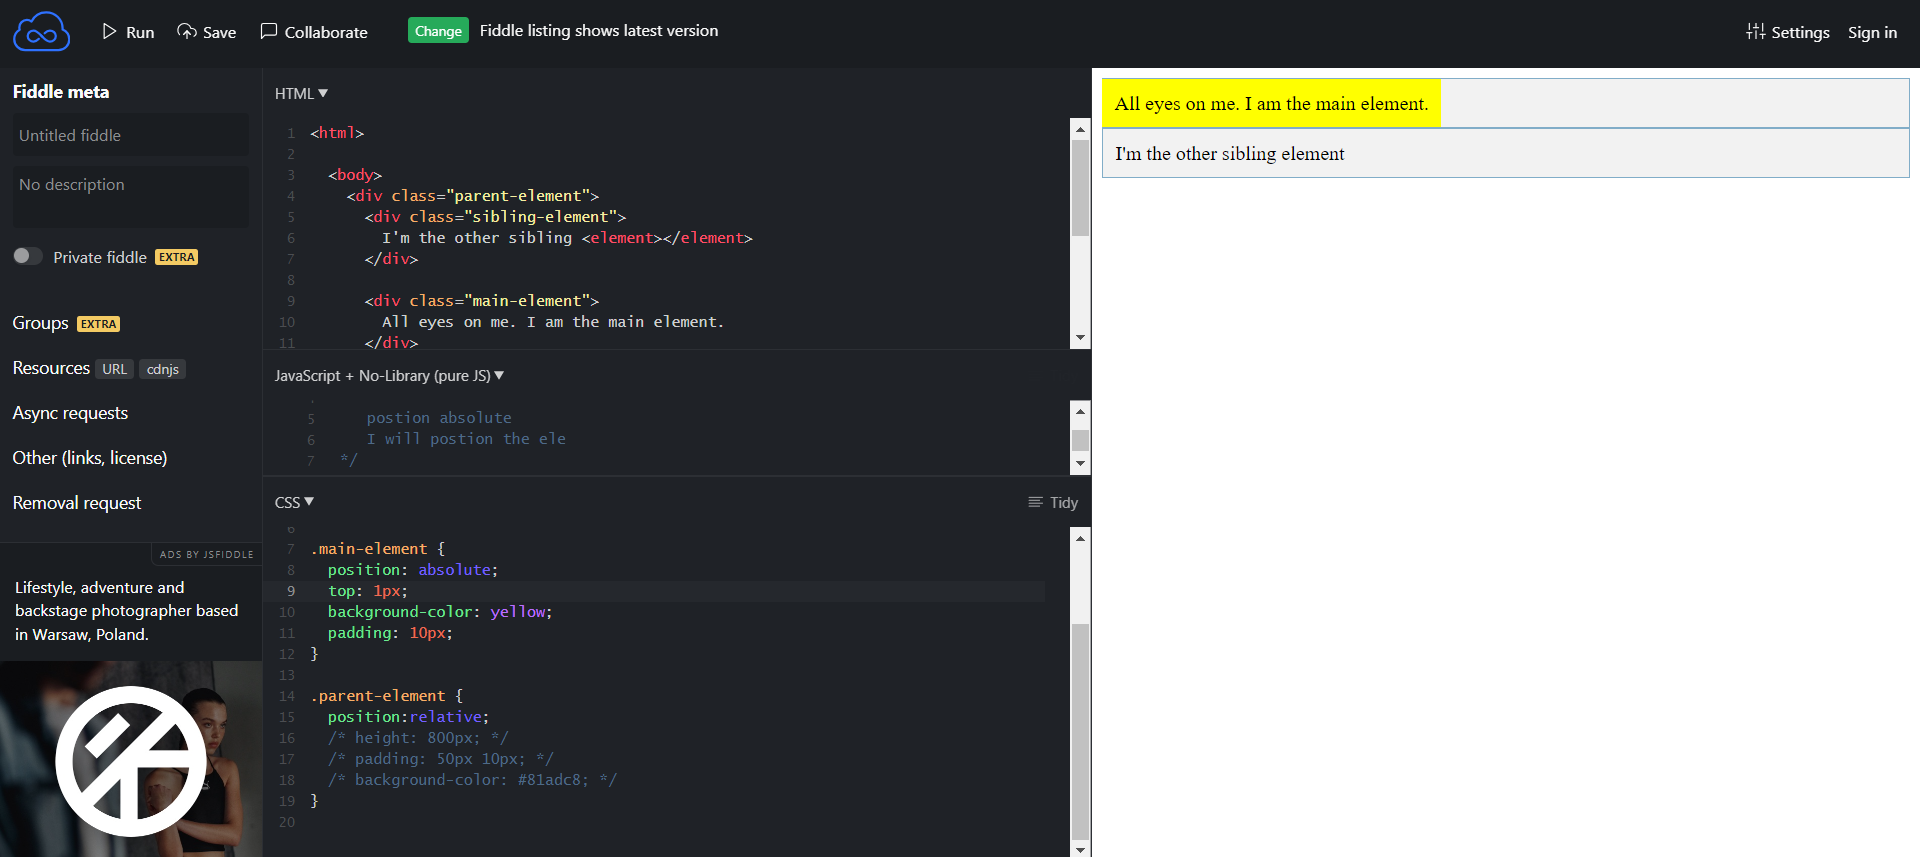 Run Save Collaborate Change Fiddle listing shows latest version Settings Sign in
Fiddle meta
Untitled fiddle
No description
Private fiddle EXTRA
Groups EXTRA
Resources URL cdnjs
Async requests
Other (links, license)
Removal request
ADS BY JSFIDDLE
Lifestyle, adventure and
backstage photographer based
in Warsaw, Poland.
HTML
1 <html>
2
3 <body>
4 <div class="parent-element">
5 <div class="sibling-element">
6 I'm the other sibling <element></element>
7 </div>
8
9 <div class="main-element">
10 All eyes on me. I am the main element.
11 </div>
JavaScript + No-Library (pure JS)
5 postion absolute
6 I will postion the ele
7 */
CSS Tidy
6
7 .main-element {
8 position: absolute;
9 top: 1px;
10 background-color: yellow;
11 padding: 10px;
12 }
13
14 .parent-element {
15 position:relative;
16 /* height: 800px; */
17 /* padding: 50px 10px; */
18 /* background-color: #81adc8; */
19 }
20
All eyes on me. I am the main element.
I'm the other sibling element